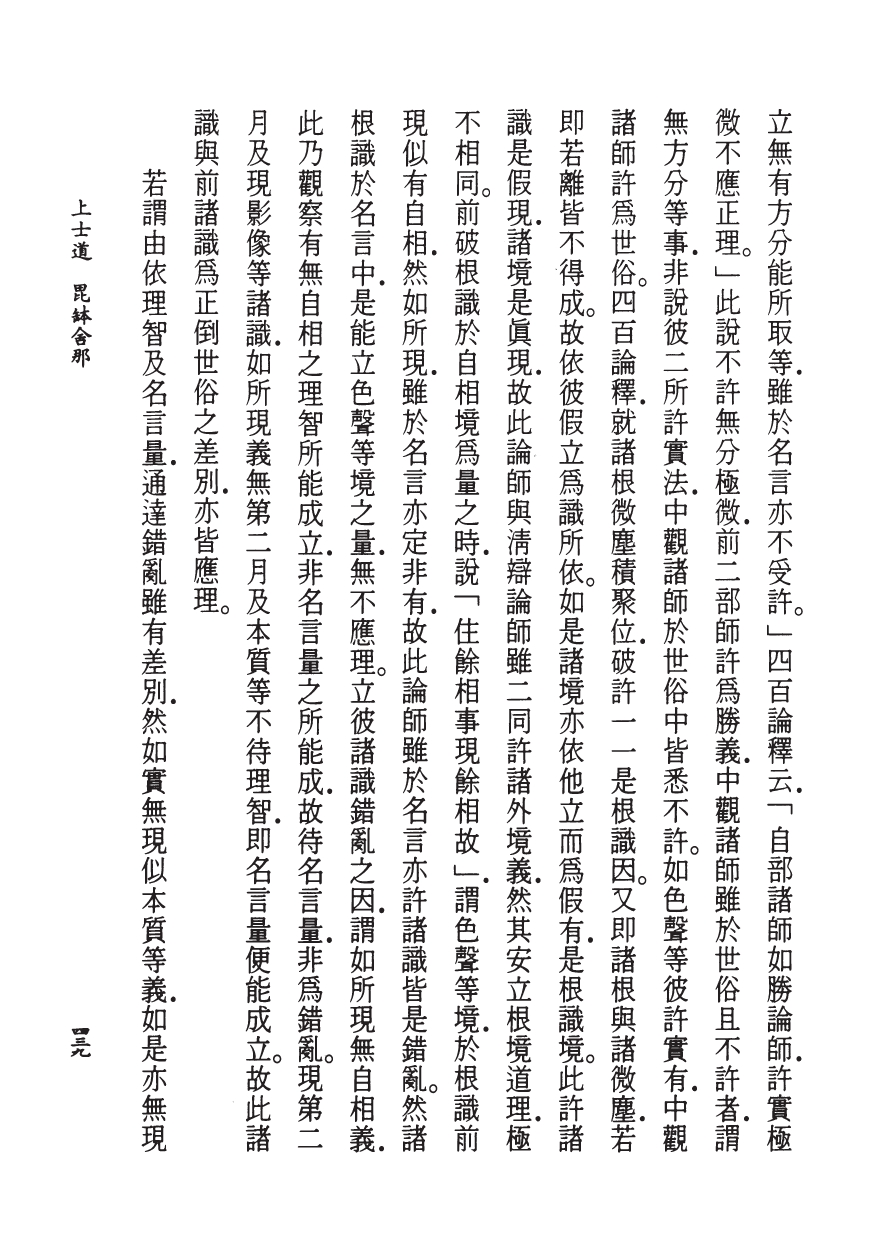 立無有方分能所取等．雖於名言亦不受許。」四百論釋云．「自部諸師如勝論師．許實極
微不應正理。」此說不許無分極微．前二部師許爲勝義．中觀諸師雖於世俗且不許者．謂
無方分等事．非說彼二所許實法．中觀諸師於世俗中皆悉不許。如色聲等彼許實有．中觀
諸師許爲世俗。四百論釋．就諸根微塵積聚位．破許一一是根識因。又即諸根與諸微塵．若
即若離皆不得成。故依彼假立爲識所依。如是諸境亦依他立而爲假有．是根識境。此許諸
識是假現．諸境是眞現．故此論師與淸辯論師雖二同許諸外境義．然其安立根境道理．極
不相同。前破根識於自相境爲量之時．說「住餘相事現餘相故」．謂色聲等境．於根識前
現似有自相．然如所現．雖於名言亦定非有．故此論師雖於名言亦許諸識皆是錯亂。然諸
根識於名言中．是能立色聲等境之量．無不應理。立彼諸識錯亂之因．謂如所現無自相義．
此乃觀察有無自相之理智所能成立．非名言量之所能成．故待名言量．非爲錯亂。現第二
月及現影像等諸識．如所現義無第二月及本質等不待理智．即名言量便能成立。故此諸
識與前諸識爲正倒世俗之差別．亦皆應理。
若謂由依理智及名言量．通達錯亂雖有差別．然如實無現似本質等義．如是亦無現
上士道　毘鉢舍那
四三九